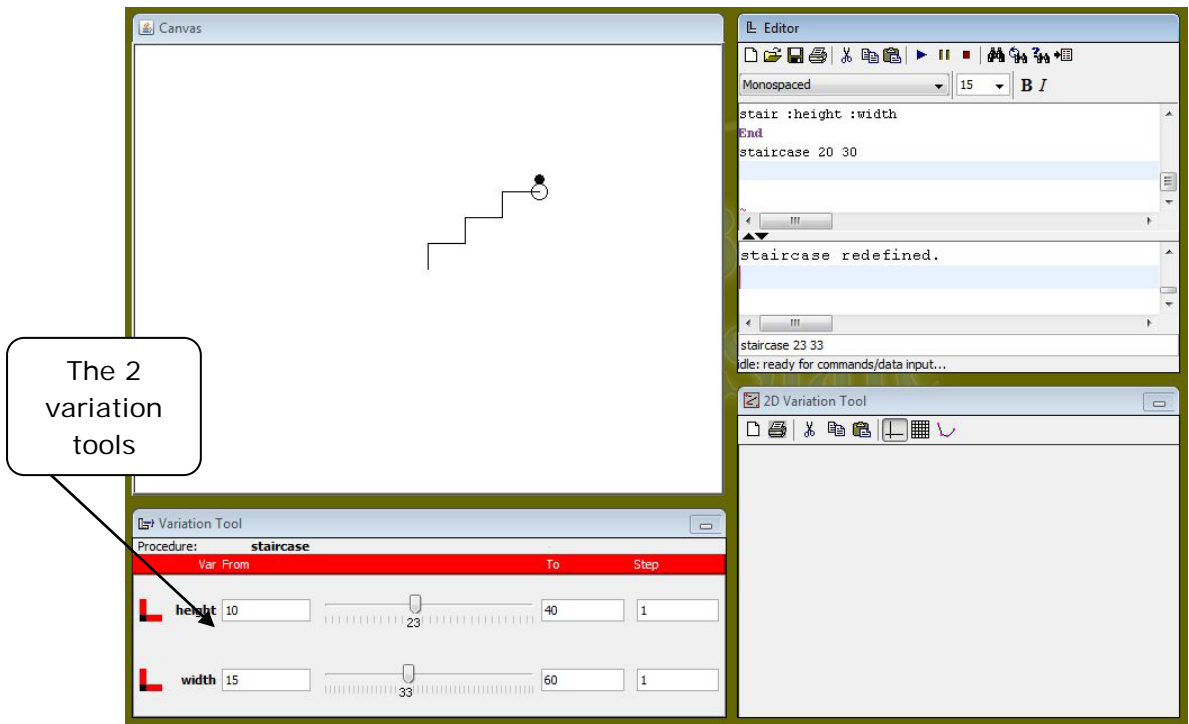 Canvas
Editor
Monospaced
15
B I
stair :height :width
End
staircase 20 30
~
staircase redefined.
staircase 23 33
idle: ready for commands/data input...
The 2
variation
tools
2D Variation Tool
Variation Tool
Procedure: staircase
Var From To Step
height 10 23 40 1
width 15 33 60 1